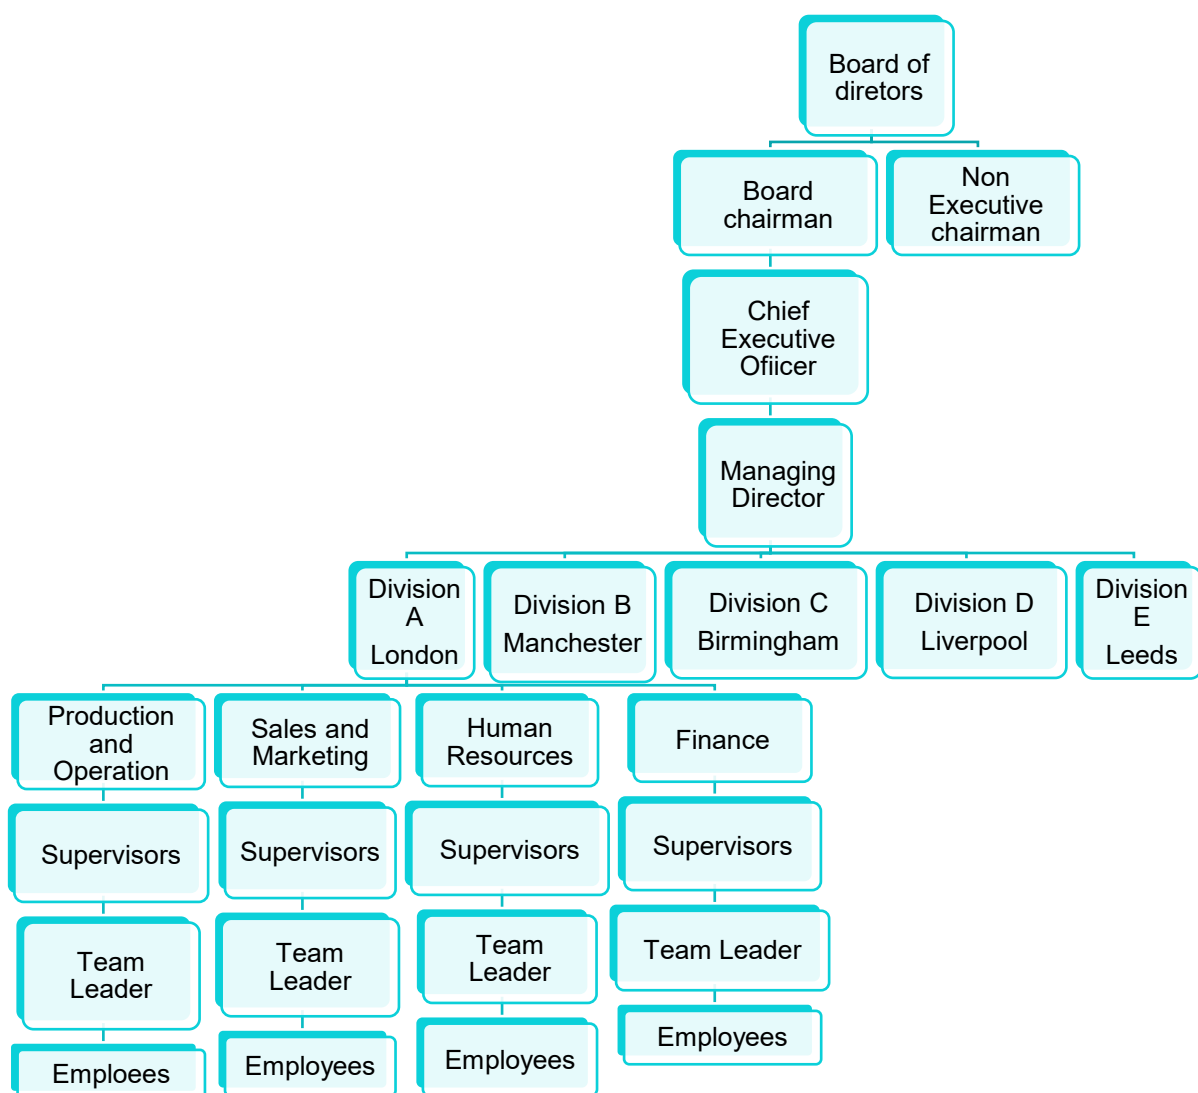 Board of
diretors
Board
chairman
Non
Executive
chairman
Chief
Executive
Ofiicer
Managing
Director
Division
A
London
Division B
Manchester
Division C
Birmingham
Division D
Liverpool
Division
E
Leeds
Production
and
Operation
Sales and
Marketing
Human
Resources
Finance
Supervisors
Supervisors
Supervisors
Supervisors
Team
Leader
Team
Leader
Team
Leader
Team Leader
Emploees
Employees
Employees
Employees